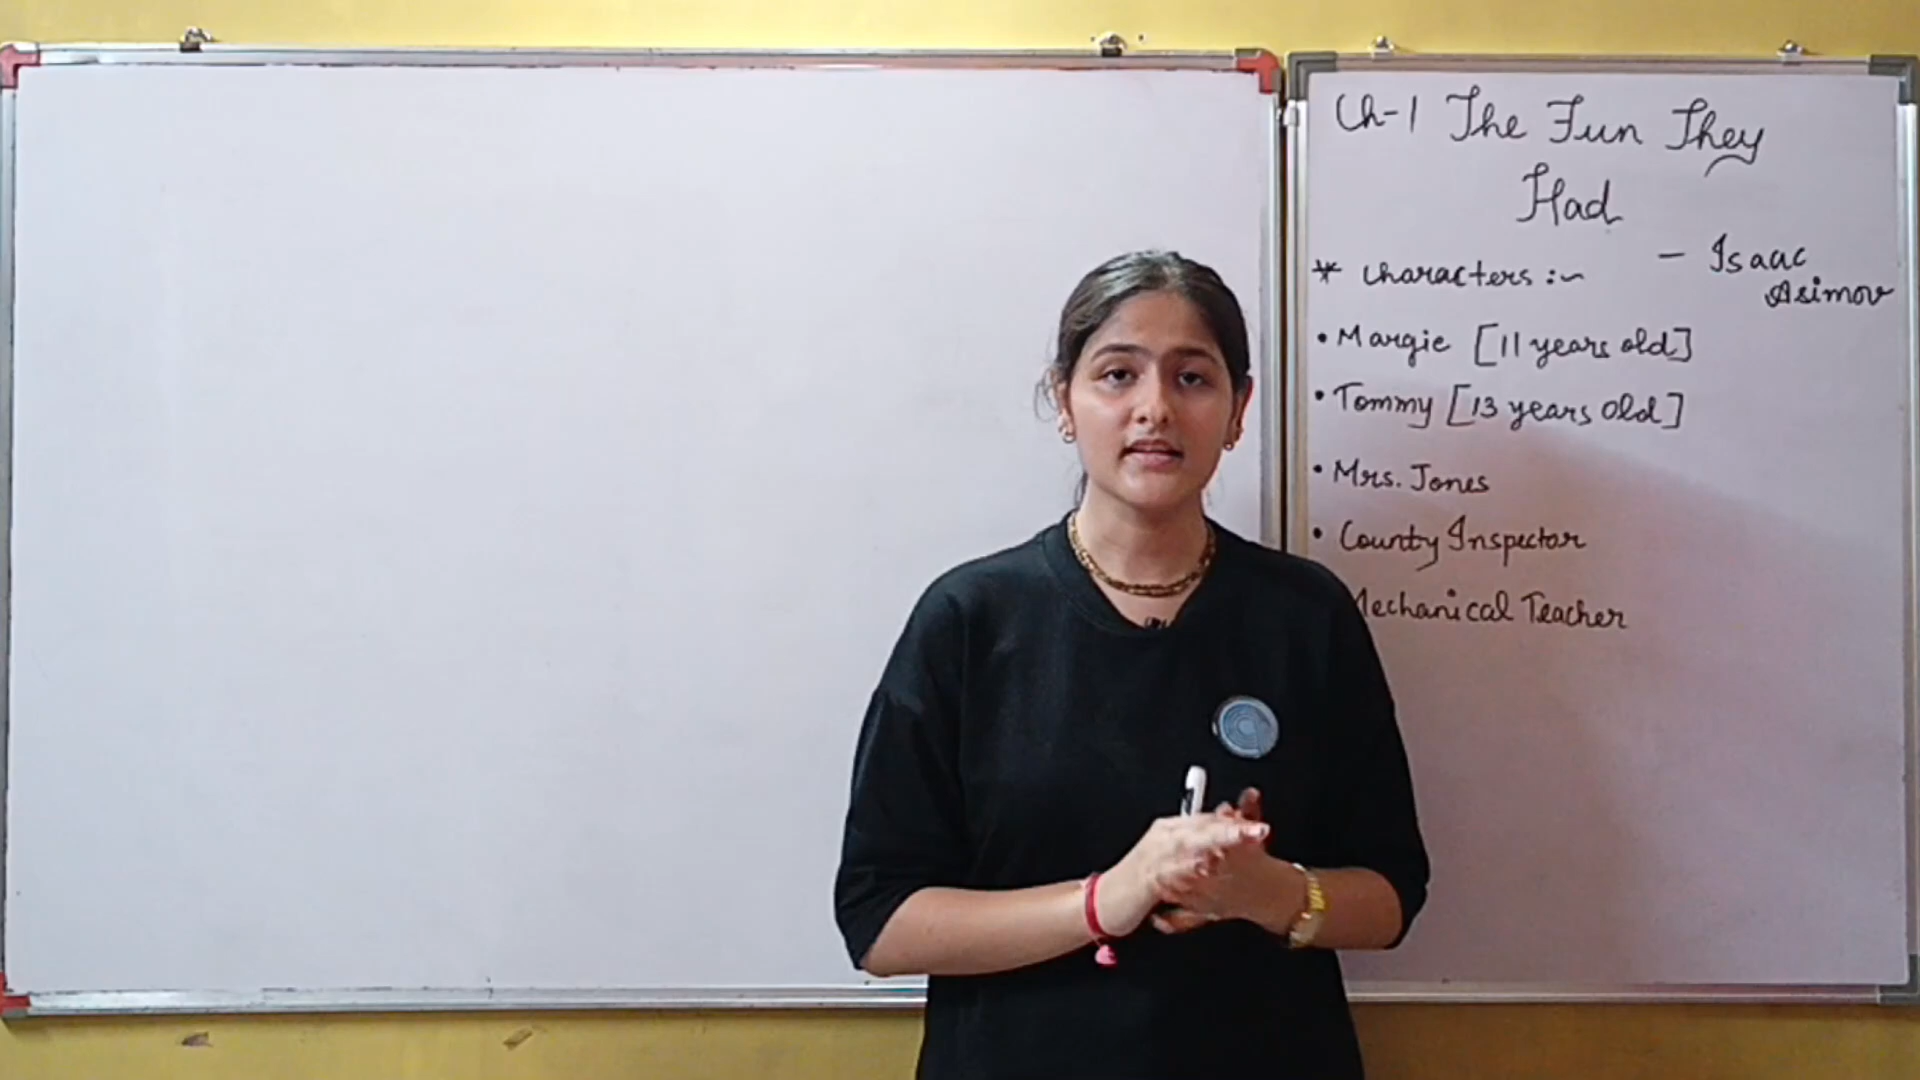 Ch-1 The Fun They
Had
- Isaac
Asimov
* Characters :-
• Margie [11 years old]
• Tommy [13 years old]
• Mrs. Jones
• County Inspector
Mechanical Teacher